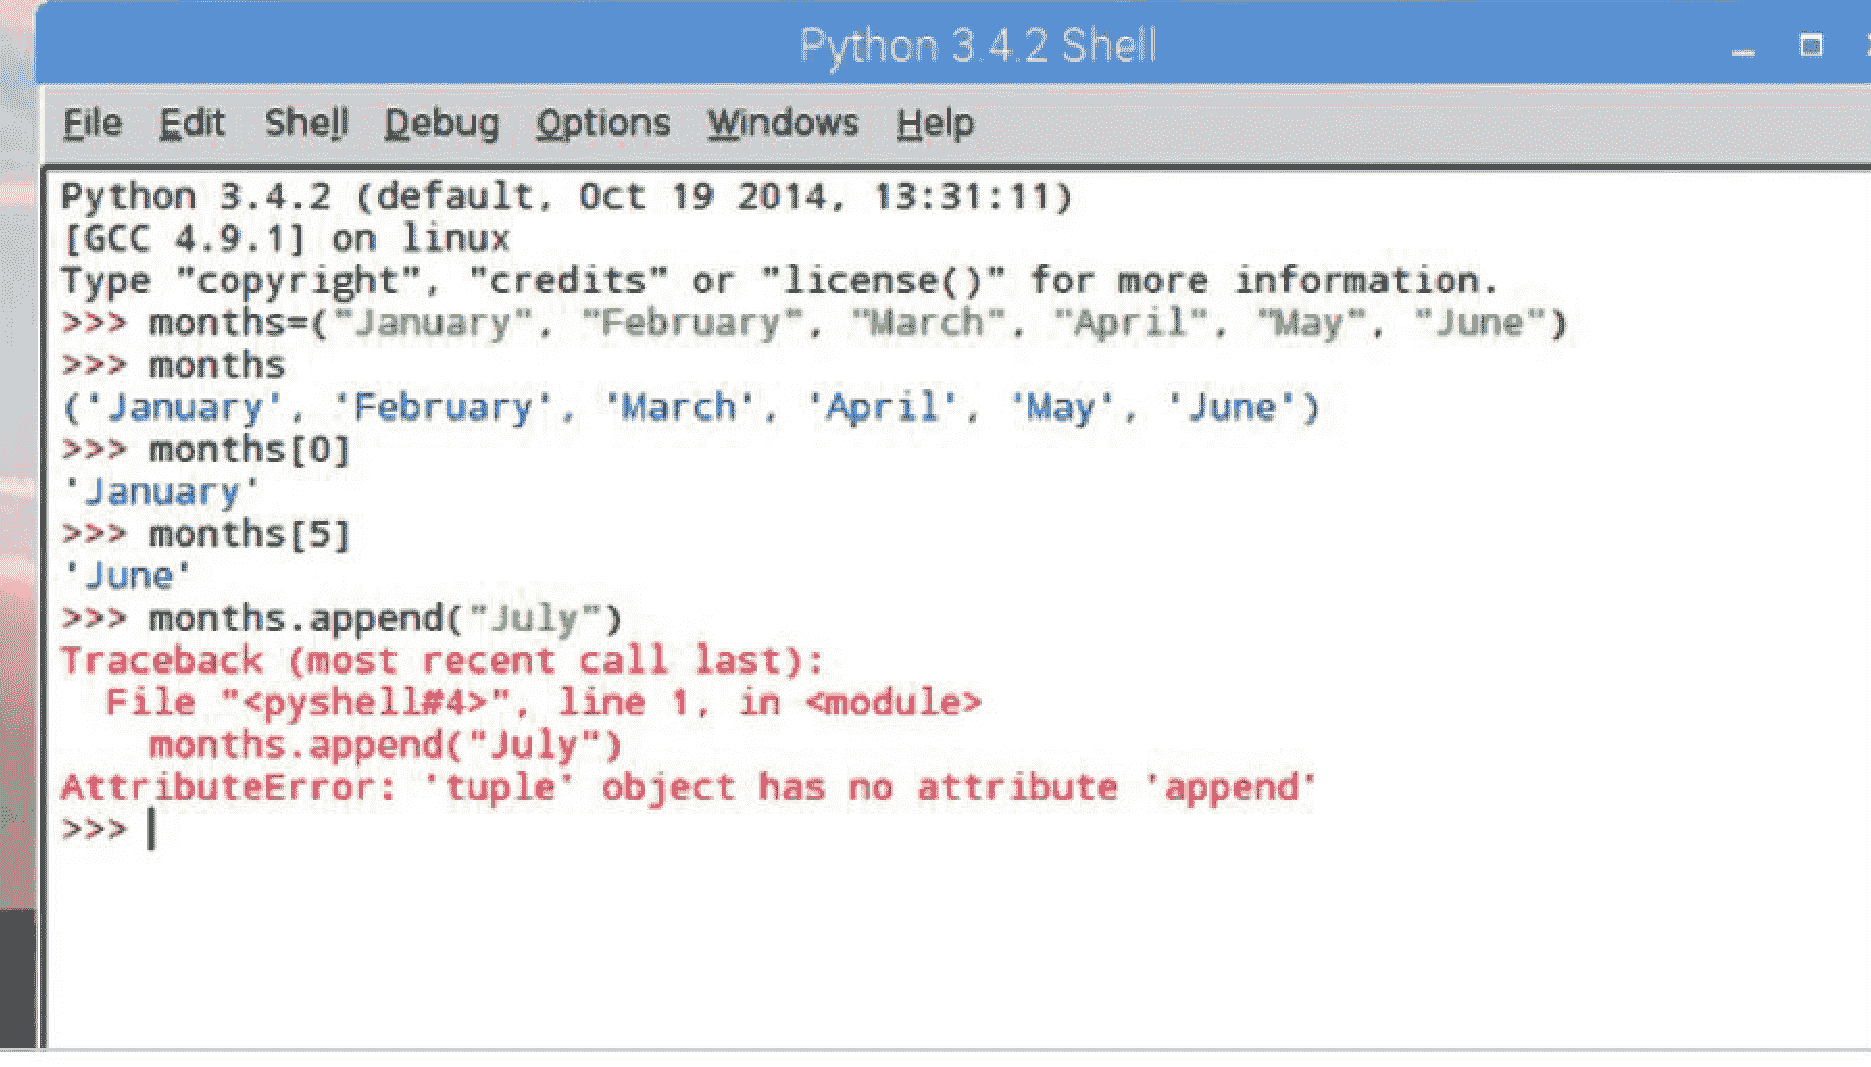 Python 3.4.2 Shell
File Edit Shell Debug Options Windows Help
Python 3.4.2 (default, Oct 19 2014, 13:31:11)
[GCC 4.9.1] on linux
Type "copyright", "credits" or "license()" for more information.
>>> months=("January", "February", "March", "April", "May", "June")
>>> months
('January', 'February', 'March', 'April', 'May', 'June')
>>> months[0]
'January'
>>> months[5]
'June'
>>> months.append("July")
Traceback (most recent call last):
  File "<pyshell#4>", line 1, in <module>
    months.append("July")
AttributeError: 'tuple' object has no attribute 'append'
>>>